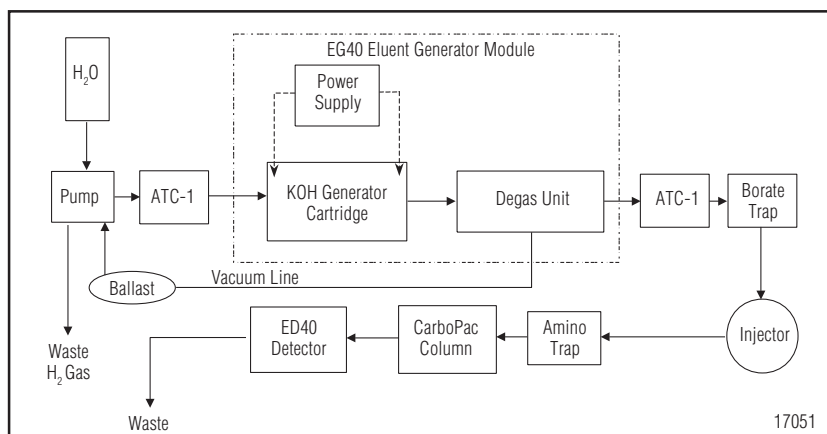 EG40 Eluent Generator Module
H₂O
Power
Supply
Pump
ATC-1
KOH Generator
Cartridge
Degas Unit
ATC-1
Borate
Trap
Ballast
Vacuum Line
Waste
H₂ Gas
ED40
Detector
CarboPac
Column
Amino
Trap
Injector
Waste
17051